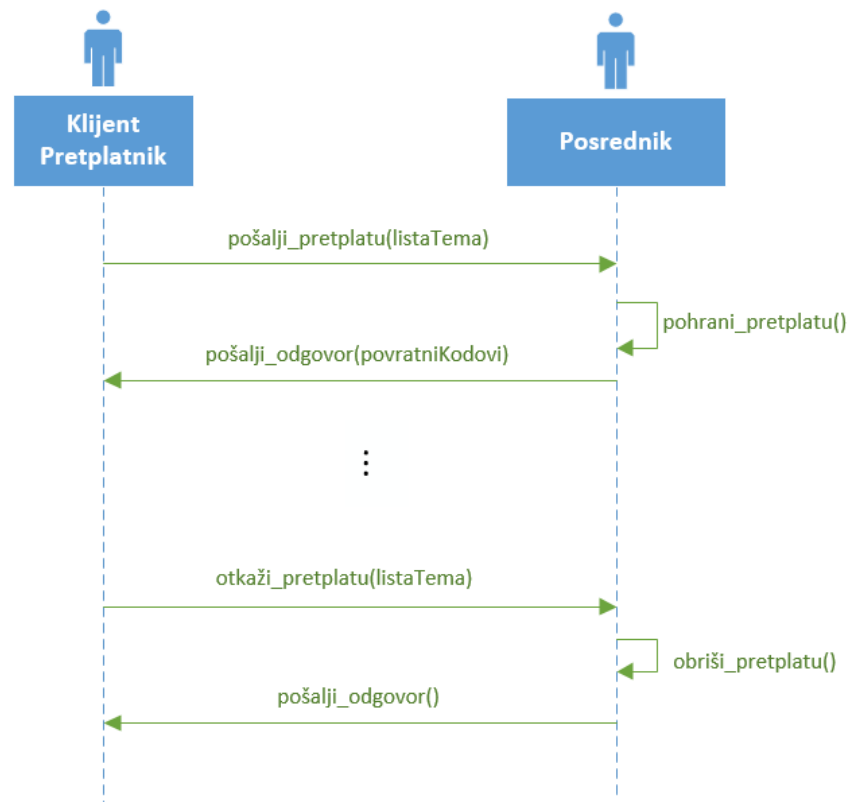 Klijent
Pretplatnik
Posrednik
pošalji_pretplatu(listaTema)
pohrani_pretplatu()
pošalji_odgovor(povratniKodovi)
⋮
otkaži_pretplatu(listaTema)
obriši_pretplatu()
pošalji_odgovor()